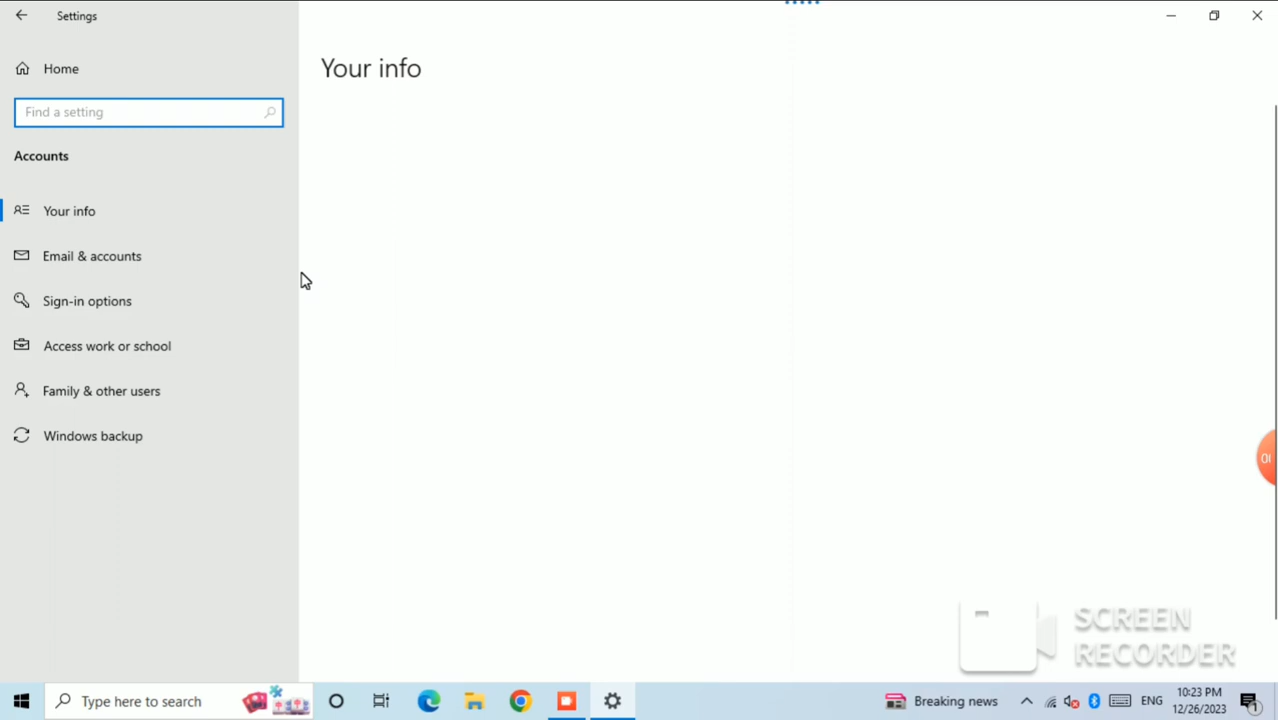 Settings
Home
Find a setting
Accounts
Your info
Email & accounts
Sign-in options
Access work or school
Family & other users
Windows backup
Your info
SCREEN
RECORDER
Type here to search
Breaking news
ENG
10:23 PM
12/26/2023
1